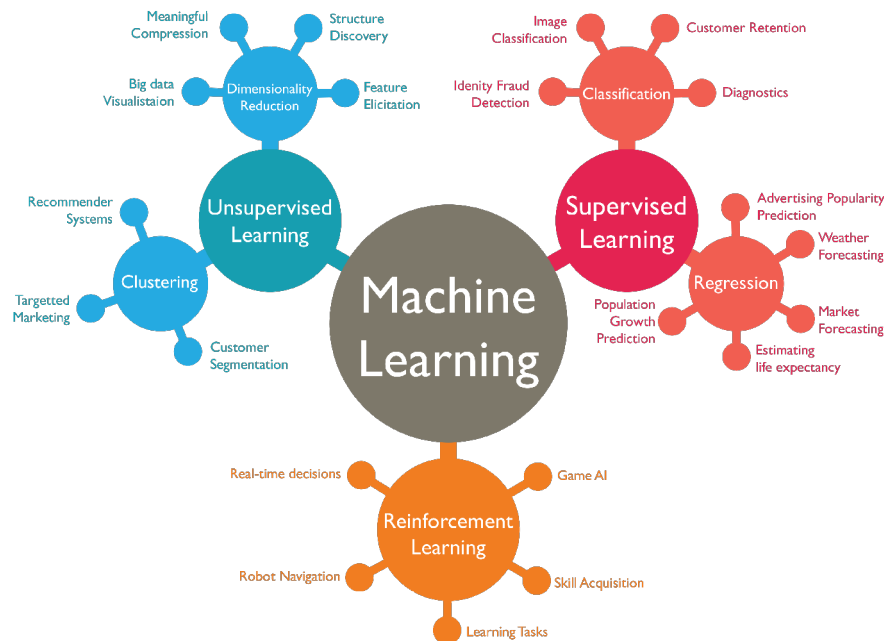 Meaningful
Compression
Structure
Discovery
Big data
Visualistaion
Dimensionality
Reduction
Feature
Elicitation
Unsupervised
Learning
Recommender
Systems
Clustering
Targetted
Marketing
Customer
Segmentation
Machine
Learning
Image
Classification
Customer Retention
Idenity Fraud
Detection
Classification
Diagnostics
Supervised
Learning
Advertising Popularity
Prediction
Weather
Forecasting
Regression
Population
Growth
Prediction
Market
Forecasting
Estimating
life expectancy
Real-time decisions
Game AI
Reinforcement
Learning
Robot Navigation
Skill Acquisition
Learning Tasks